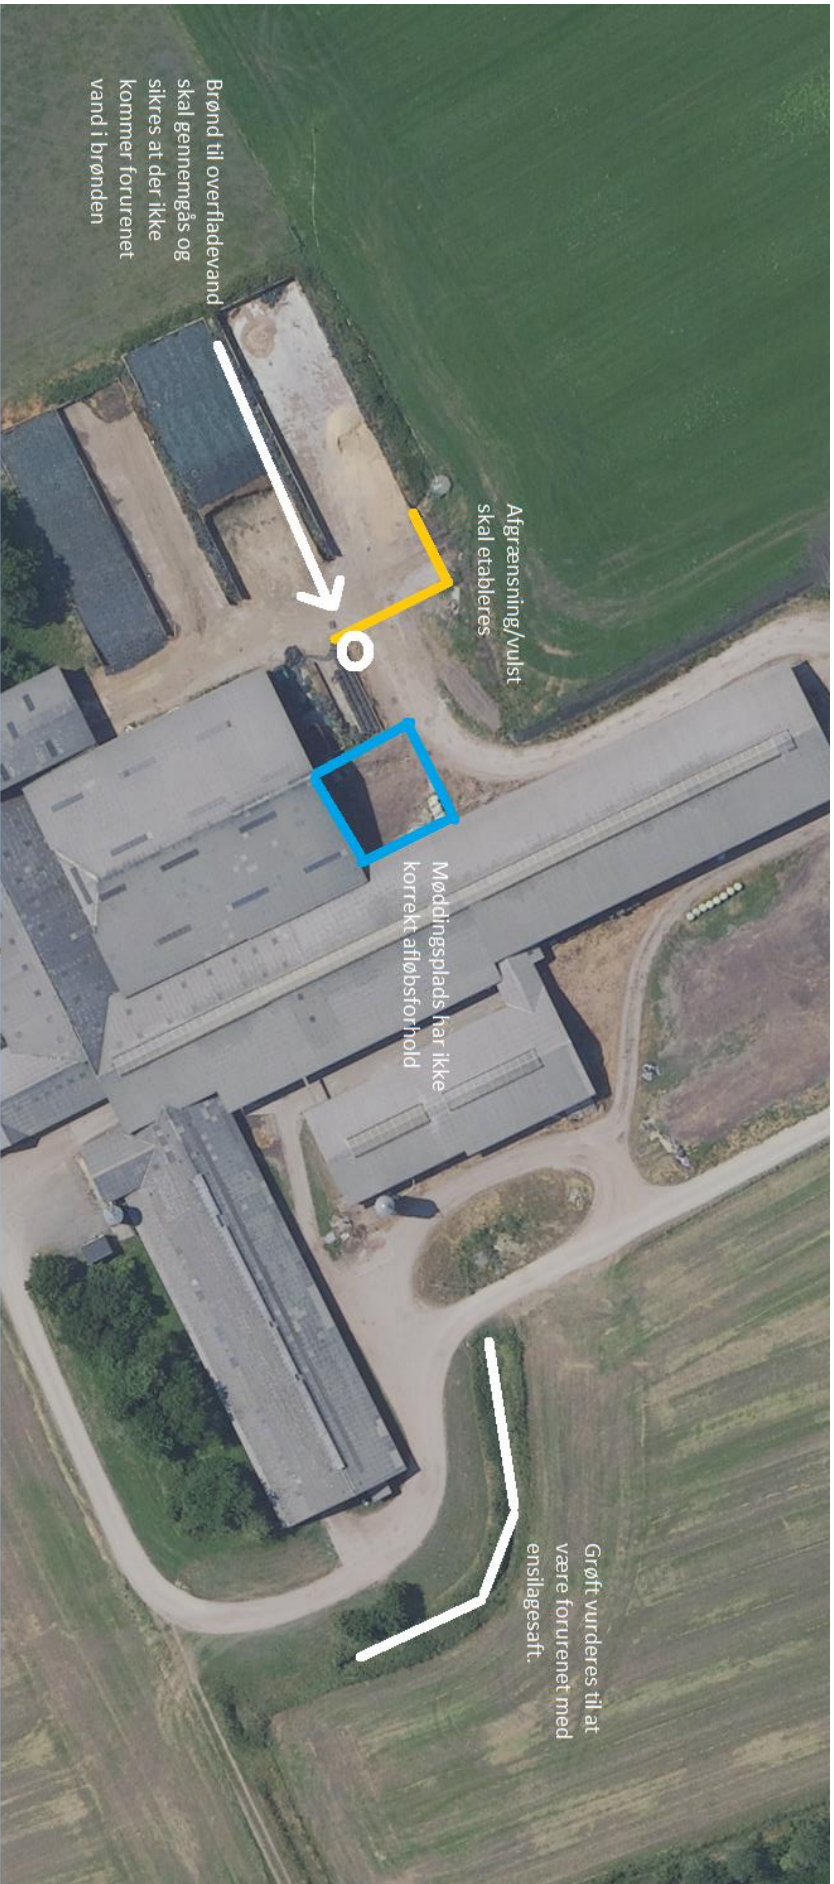 Brønd til overfladevand
skal gennemgås og
sikres at der ikke
kommer forurenet
vand i brønden
Afgrænsning/vulst
skal etableres
Møddingsplads har ikke
korrekt afløbsforhold
Grøft vurderes til at
være forurenet med
ensilagesaft.